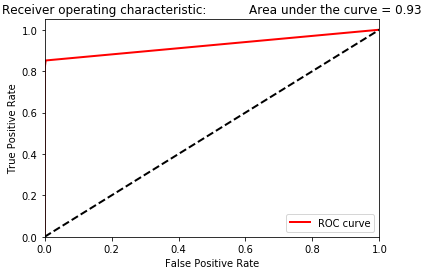 Receiver operating characteristic: Area under the curve = 0.93
1.0
0.8
0.6
0.4
0.2
0.0
True Positive Rate
0.0 0.2 0.4 0.6 0.8 1.0
False Positive Rate
ROC curve